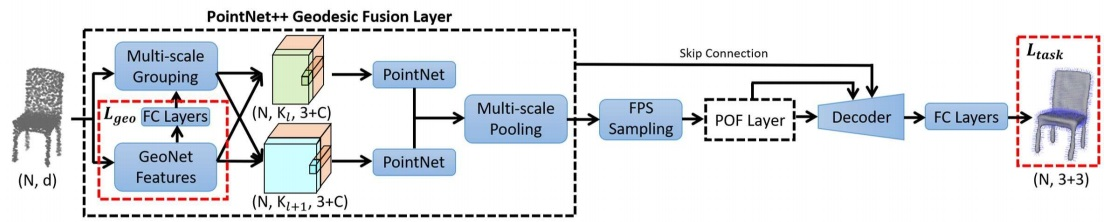 PointNet++ Geodesic Fusion Layer
Multi-scale
Grouping
L_geo
FC Layers
GeoNet
Features
(N, d)
(N, K_l, 3+C)
(N, K_{l+1}, 3+C)
PointNet
PointNet
Multi-scale
Pooling
Skip Connection
FPS
Sampling
POF Layer
Decoder
FC Layers
L_task
(N, 3+3)